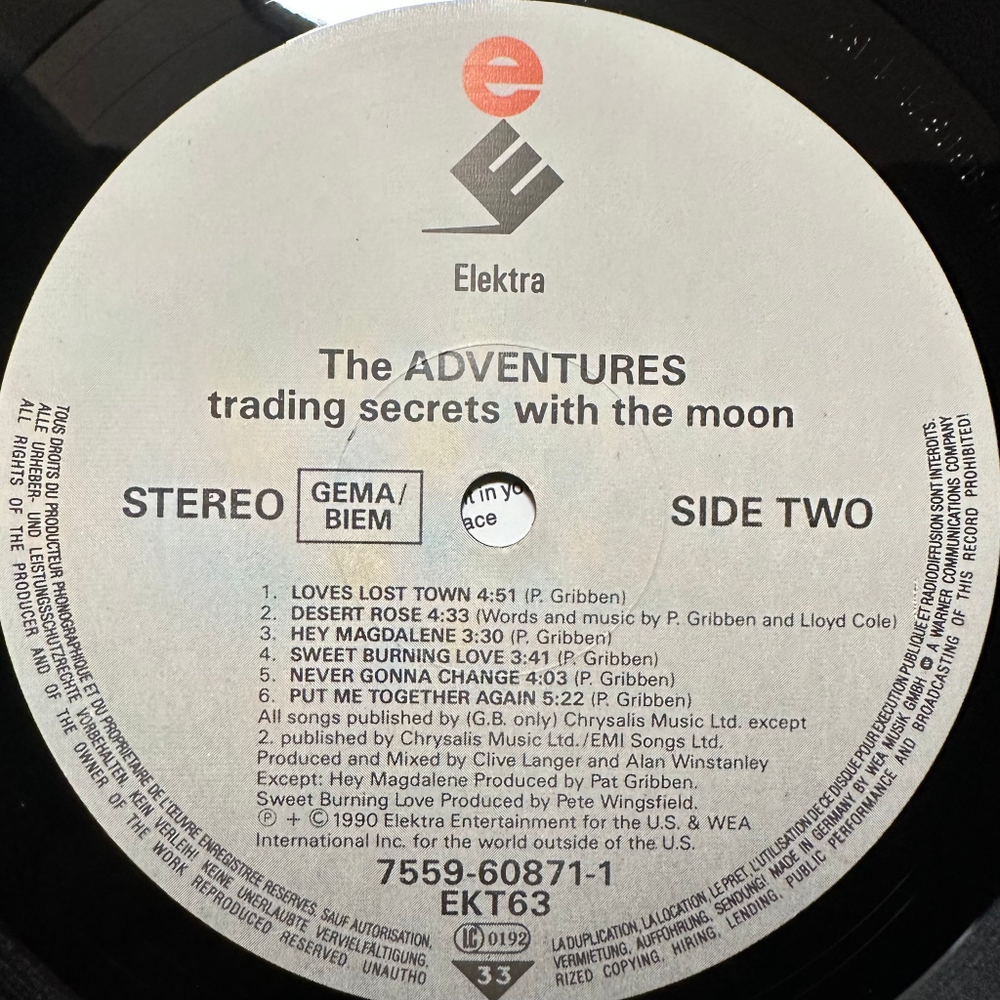 e
E
Elektra
The ADVENTURES
trading secrets with the moon
STEREO
GEMA/
BIEM
t in yo
ace
SIDE TWO
1. LOVES LOST TOWN 4:51 (P. Gribben)
2. DESERT ROSE 4:33 (Words and music by P. Gribben and Lloyd Cole)
3. HEY MAGDALENE 3:30 (P. Gribben)
4. SWEET BURNING LOVE 3:41 (P. Gribben)
5. NEVER GONNA CHANGE 4:03 (P. Gribben)
6. PUT ME TOGETHER AGAIN 5:22 (P. Gribben)
All songs published by (G.B. only) Chrysalis Music Ltd. except
2. published by Chrysalis Music Ltd./EMI Songs Ltd.
Produced and Mixed by Clive Langer and Alan Winstanley
Except: Hey Magdalene Produced by Pat Gribben.
Sweet Burning Love Produced by Pete Wingsfield.
℗ + © 1990 Elektra Entertainment for the U.S. & WEA
International Inc. for the world outside of the U.S.
7559-60871-1
EKT63
LC 0192
33
TOUS DROITS DU PRODUCTEUR PHONOGRAPHIQUE ET DU PROPRIETAIRE DE L'ŒUVRE ENREGISTREE RESERVES. SAUF AUTORISATION,
LA DUPLICATION, LA LOCATION, LE PRET, L'UTILISATION DE CE DISQUE POUR EXECUTION PUBLIQUE ET RADIODIFFUSION SONT INTERDITS.
ALLE URHEBER- UND LEISTUNGSSCHUTZRECHTE VORBEHALTEN. KEIN VERLEIH! KEINE UNERLAUBTE VERVIELFÄLTIGUNG,
VERMIETUNG, AUFFÜHRUNG, SENDUNG! MADE IN GERMANY BY WEA MUSIK GMBH. A WARNER COMMUNICATIONS COMPANY
ALL RIGHTS OF THE PRODUCER AND OF THE OWNER OF THE WORK REPRODUCED RESERVED. UNAUTHO
RIZED COPYING, HIRING, LENDING, PUBLIC PERFORMANCE AND BROADCASTING OF THIS RECORD PROHIBITED!